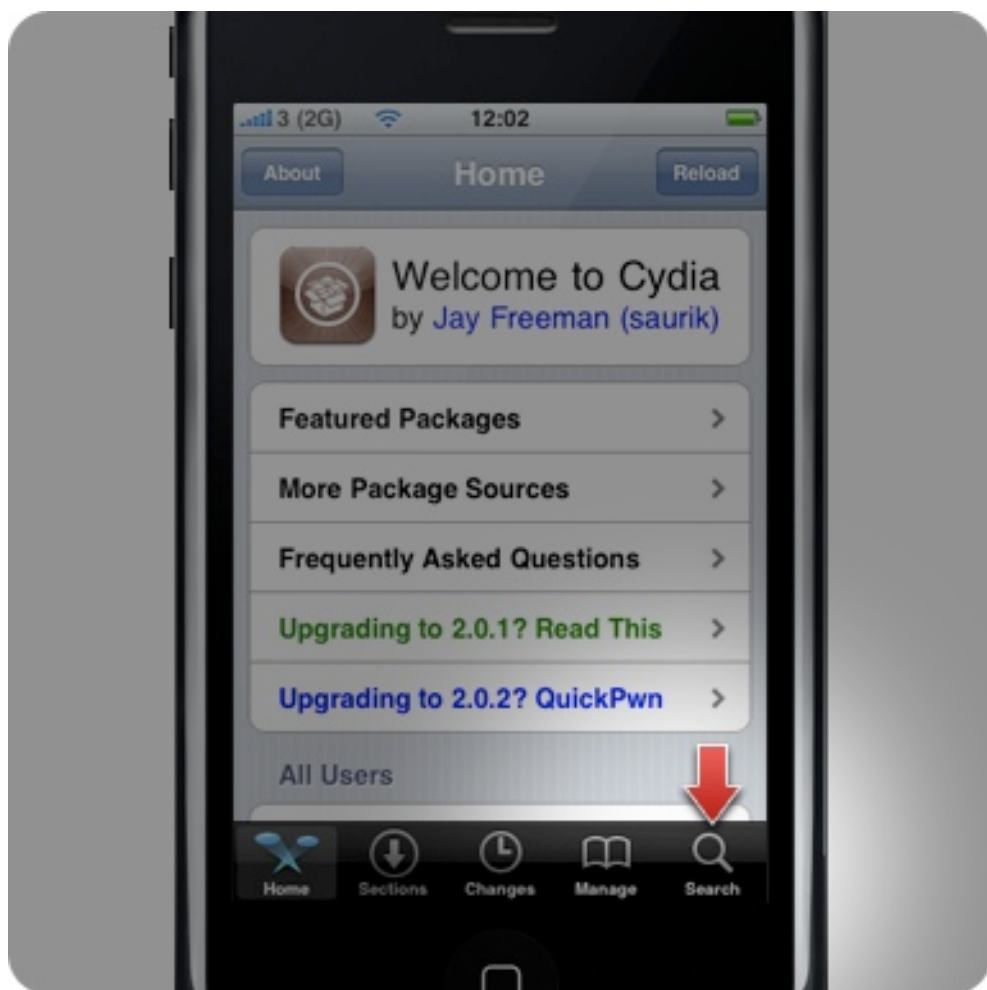 3 (2G) 12:02
About Home Reload
Welcome to Cydia
by Jay Freeman (saurik)
Featured Packages
More Package Sources
Frequently Asked Questions
Upgrading to 2.0.1? Read This
Upgrading to 2.0.2? QuickPwn
All Users
Home Sections Changes Manage Search